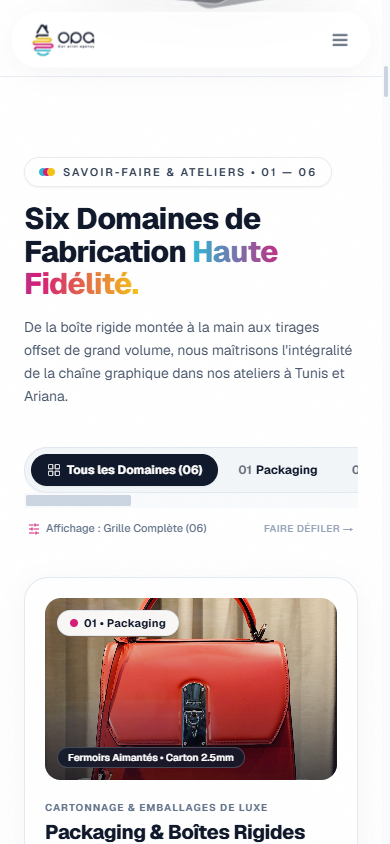 opa
SAVOIR-FAIRE & ATELIERS • 01 — 06
Six Domaines de
Fabrication Haute
Fidélité.
De la boîte rigide montée à la main aux tirages
offset de grand volume, nous maîtrisons l'intégralité
de la chaîne graphique dans nos ateliers à Tunis et
Ariana.
Tous les Domaines (06) 01 Packaging 0
Affichage : Grille Complète (06) FAIRE DÉFILER →
01 • Packaging
Fermoirs Aimantés • Carton 2.5mm
CARTONNAGE & EMBALLAGES DE LUXE
Packaging & Boîtes Rigides